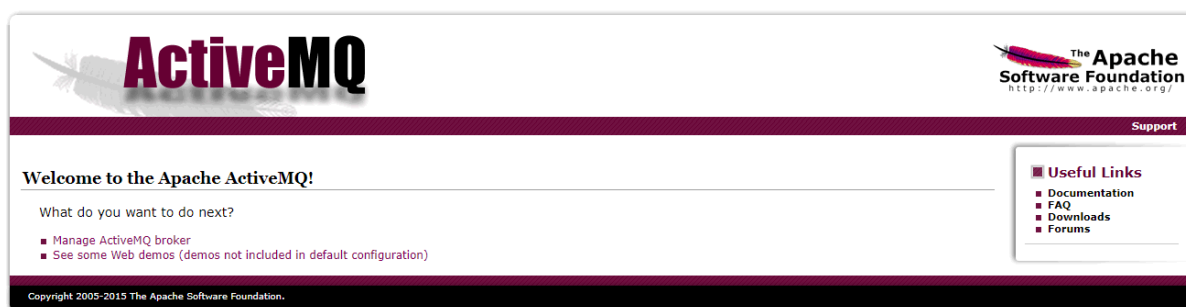 ActiveMQ
The Apache
Software Foundation
http://www.apache.org/
Support
Welcome to the Apache ActiveMQ!
What do you want to do next?
Manage ActiveMQ broker
See some Web demos (demos not included in default configuration)
Useful Links
Documentation
FAQ
Downloads
Forums
Copyright 2005-2015 The Apache Software Foundation.